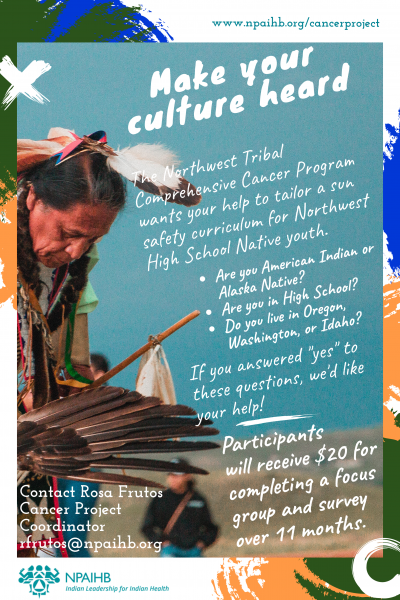 www.npaihb.org/cancerproject
Make your
culture heard
The Northwest Tribal
Comprehensive Cancer Program
wants your help to tailor a sun
safety curriculum for Northwest
High School Native youth.
• Are you American Indian or
Alaska Native?
• Are you in High School?
• Do you live in Oregon,
Washington, or Idaho?
If you answered "yes" to
these questions, we'd like
your help!
Participants
will receive $20 for
completing a focus
group and survey
over 11 months.
Contact Rosa Frutos
Cancer Project
Coordinator
rfrutos@npaihb.org
NPAIHB
Indian Leadership for Indian Health